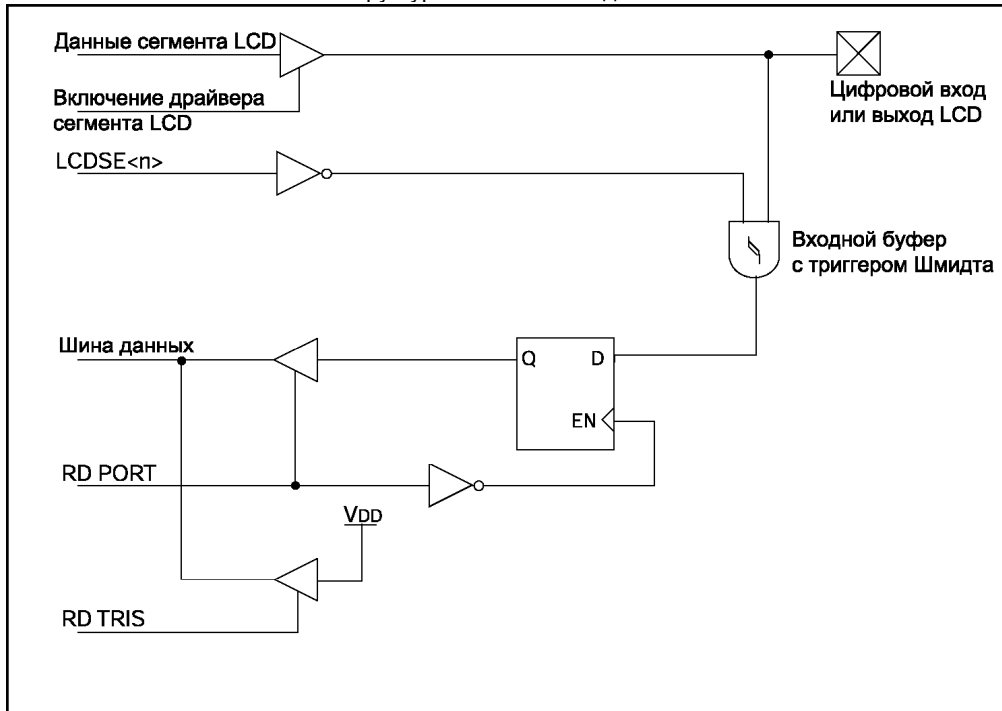 Данные сегмента LCD
Включение драйвера
сегмента LCD
Цифровой вход
или выход LCD
LCDSE<n>
Входной буфер
с триггером Шмидта
Шина данных
Q
D
EN
RD PORT
VDD
RD TRIS